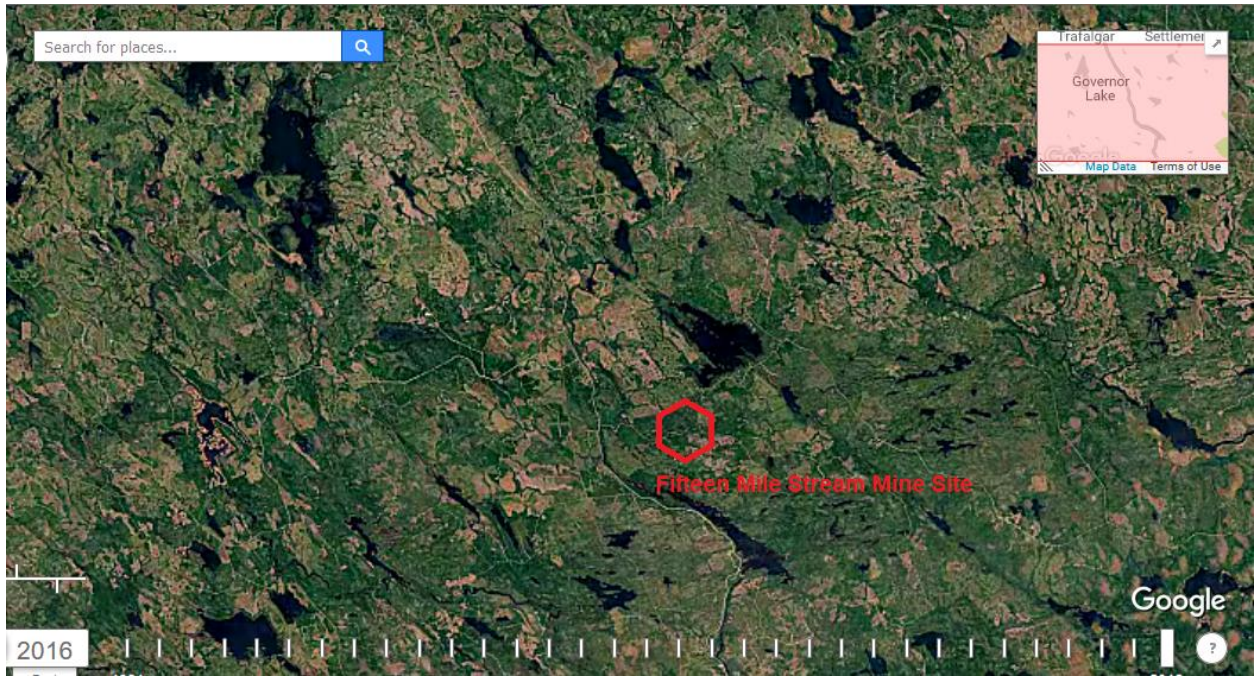 Search for places...
Trafalgar Settlemen
Governor
Lake
Google
Map Data Terms of Use
Fifteen Mile Stream Mine Site
Google
2016
?